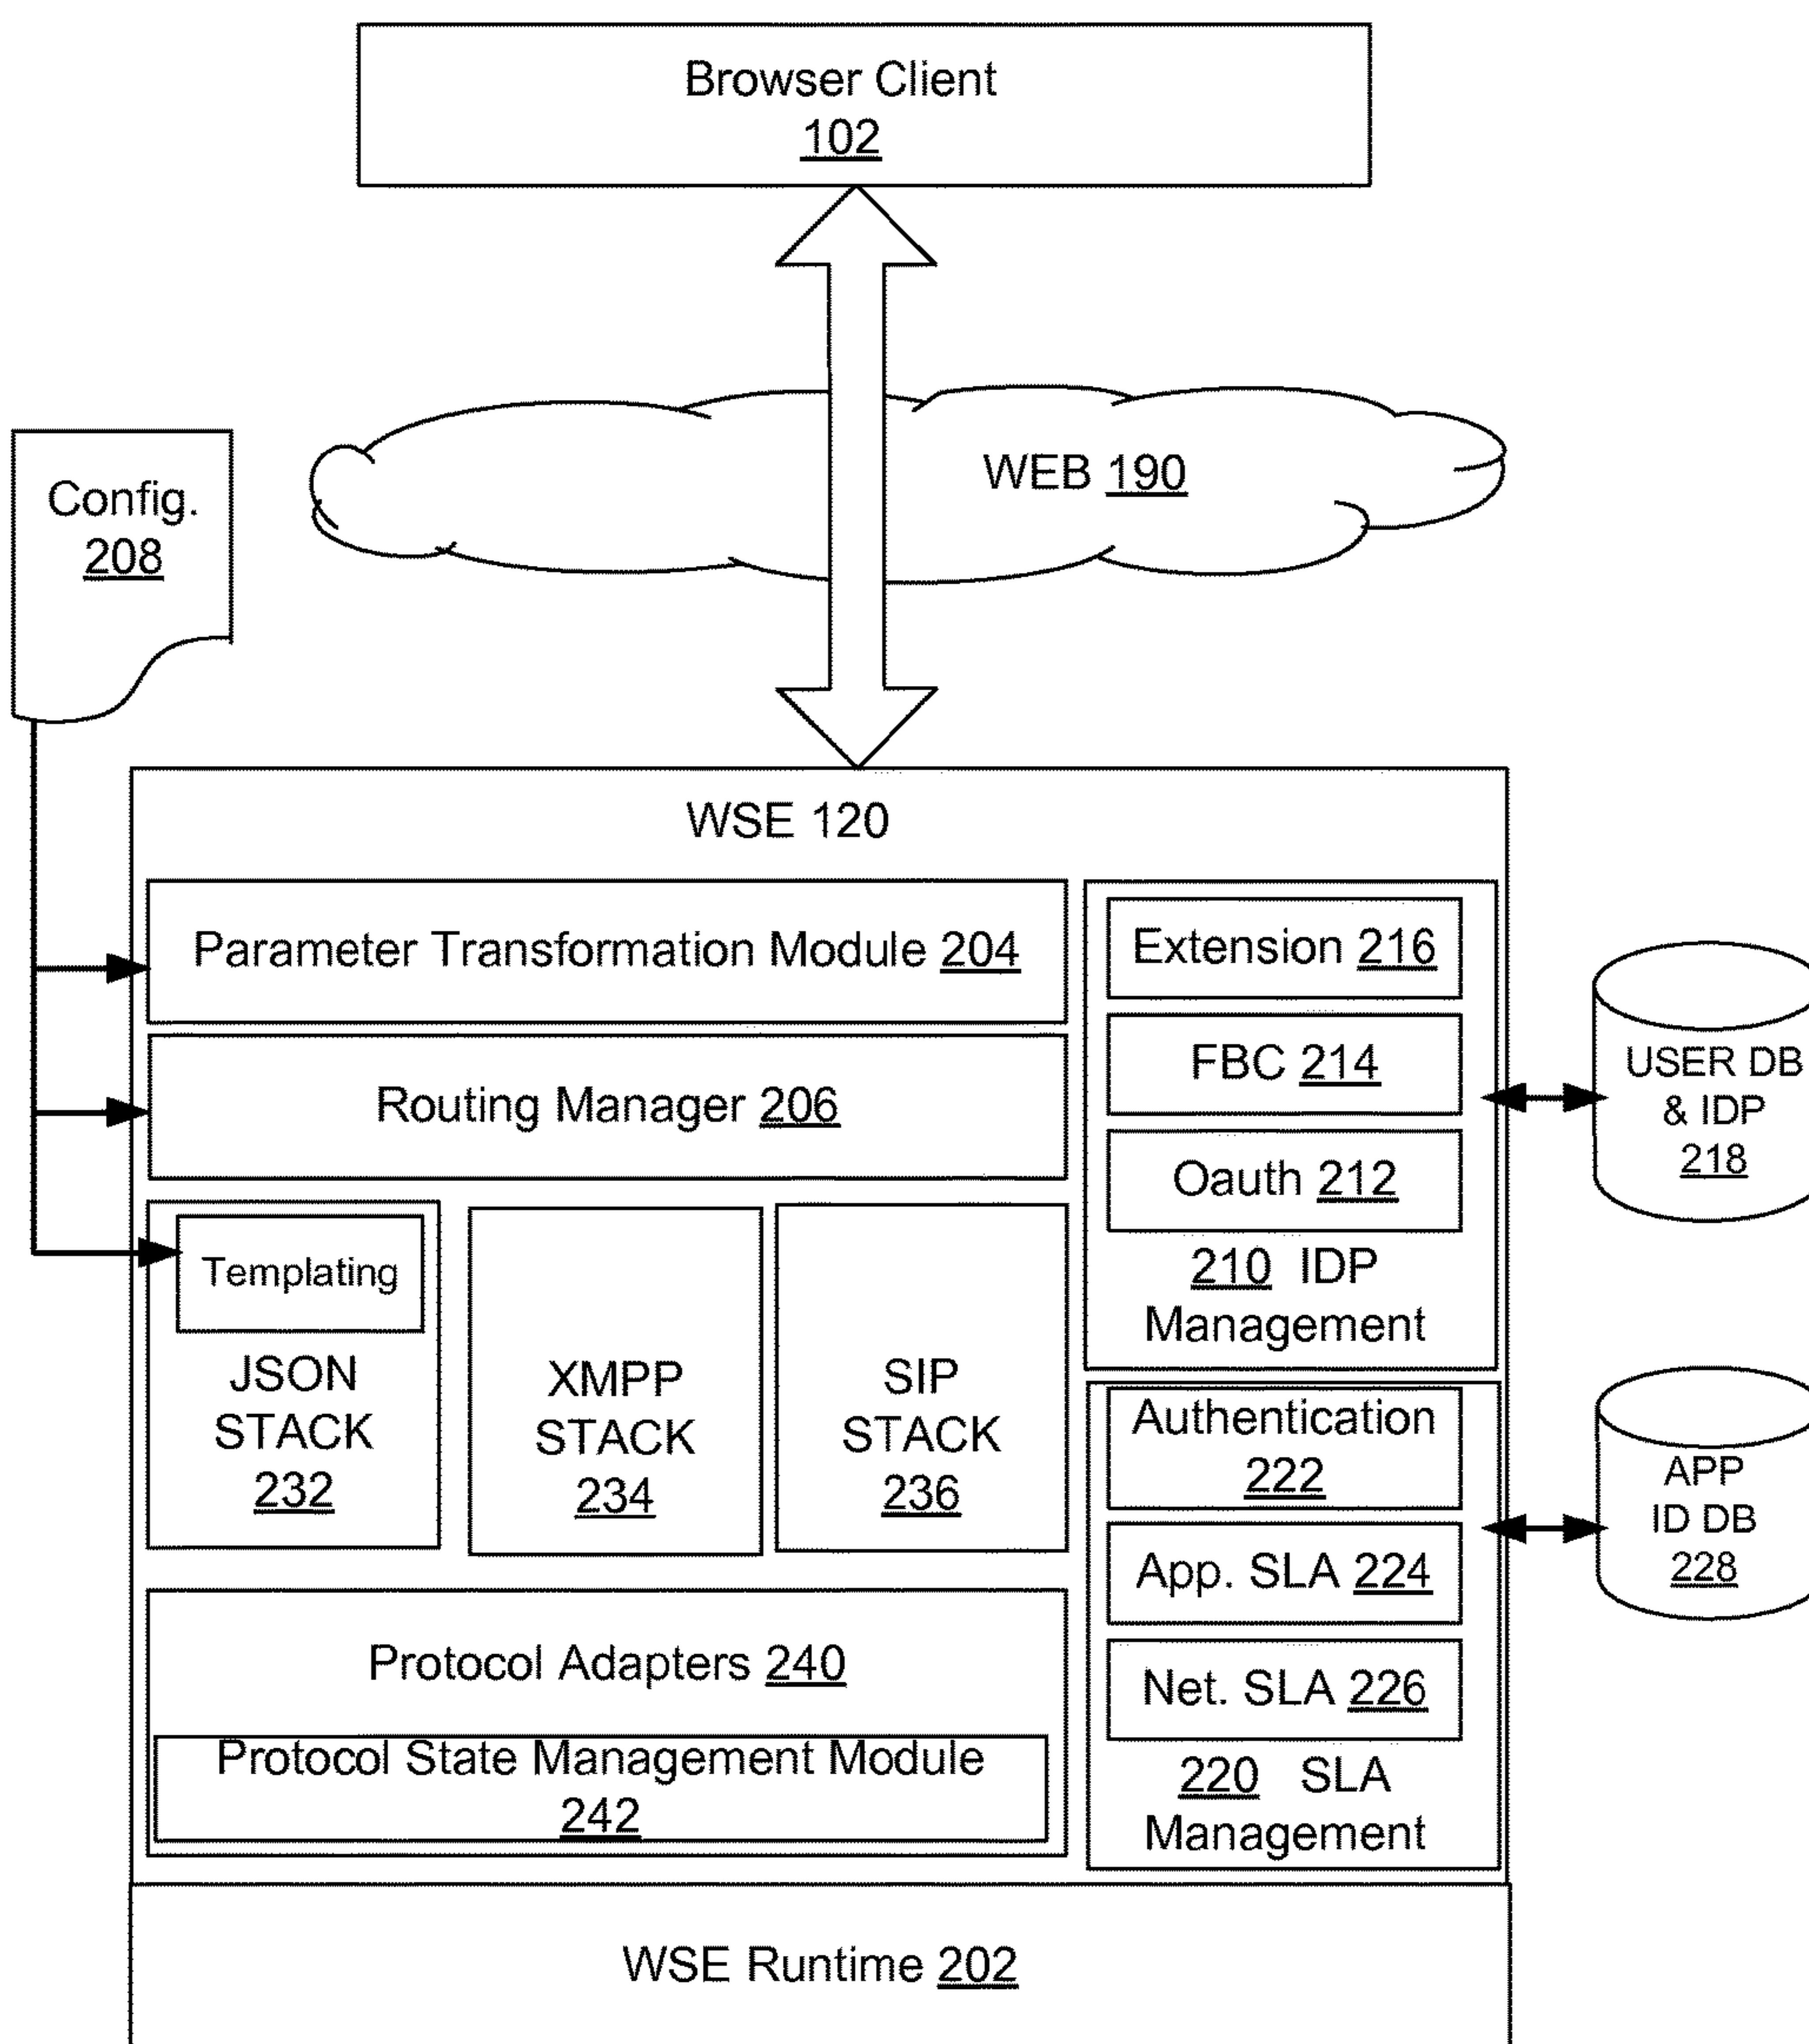 Browser Client
102
WEB 190
Config.
208
WSE 120
Parameter Transformation Module 204
Routing Manager 206
Templating
JSON
STACK
232
XMPP
STACK
234
SIP
STACK
236
Protocol Adapters 240
Protocol State Management Module
242
Extension 216
FBC 214
Oauth 212
210 IDP
Management
Authentication
222
App. SLA 224
Net. SLA 226
220 SLA
Management
USER DB
& IDP
218
APP
ID DB
228
WSE Runtime 202